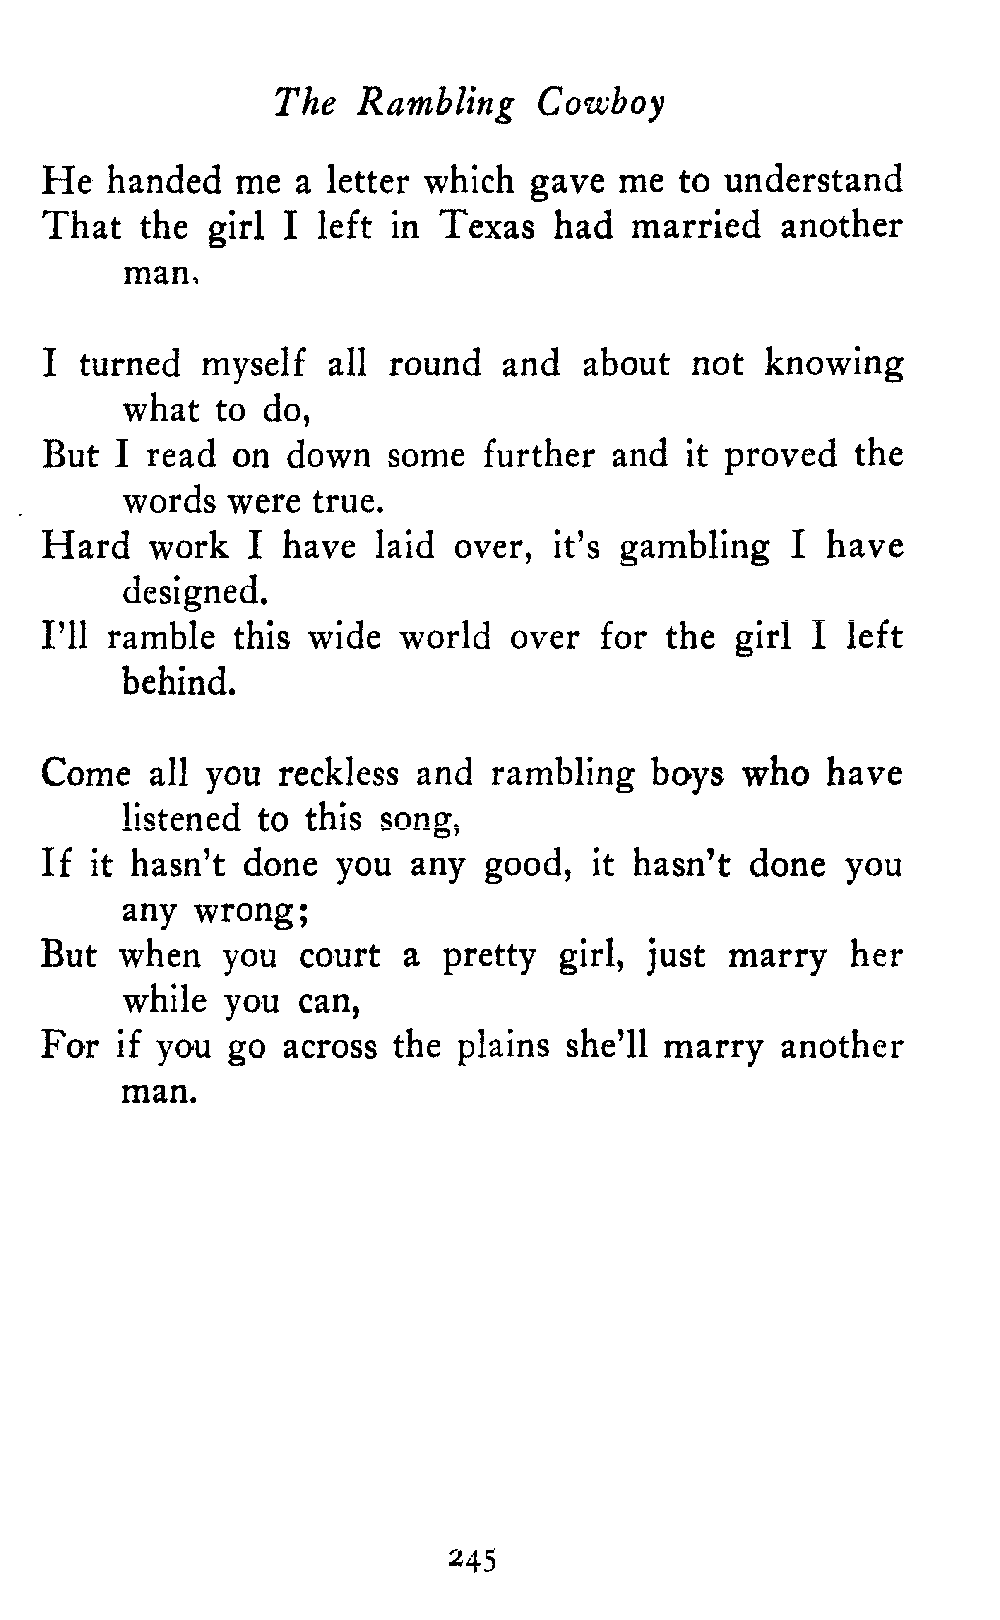 The Rambling Cowboy
He handed me a letter which gave me to understand
That the girl I left in Texas had married another
man.
I turned myself all round and about not knowing
what to do,
But I read on down some further and it proved the
words were true.
Hard work I have laid over, it's gambling I have
designed.
I'll ramble this wide world over for the girl I left
behind.
Come all you reckless and rambling boys who have
listened to this song,
If it hasn't done you any good, it hasn't done you
any wrong;
But when you court a pretty girl, just marry her
while you can,
For if you go across the plains she'll marry another
man.
245